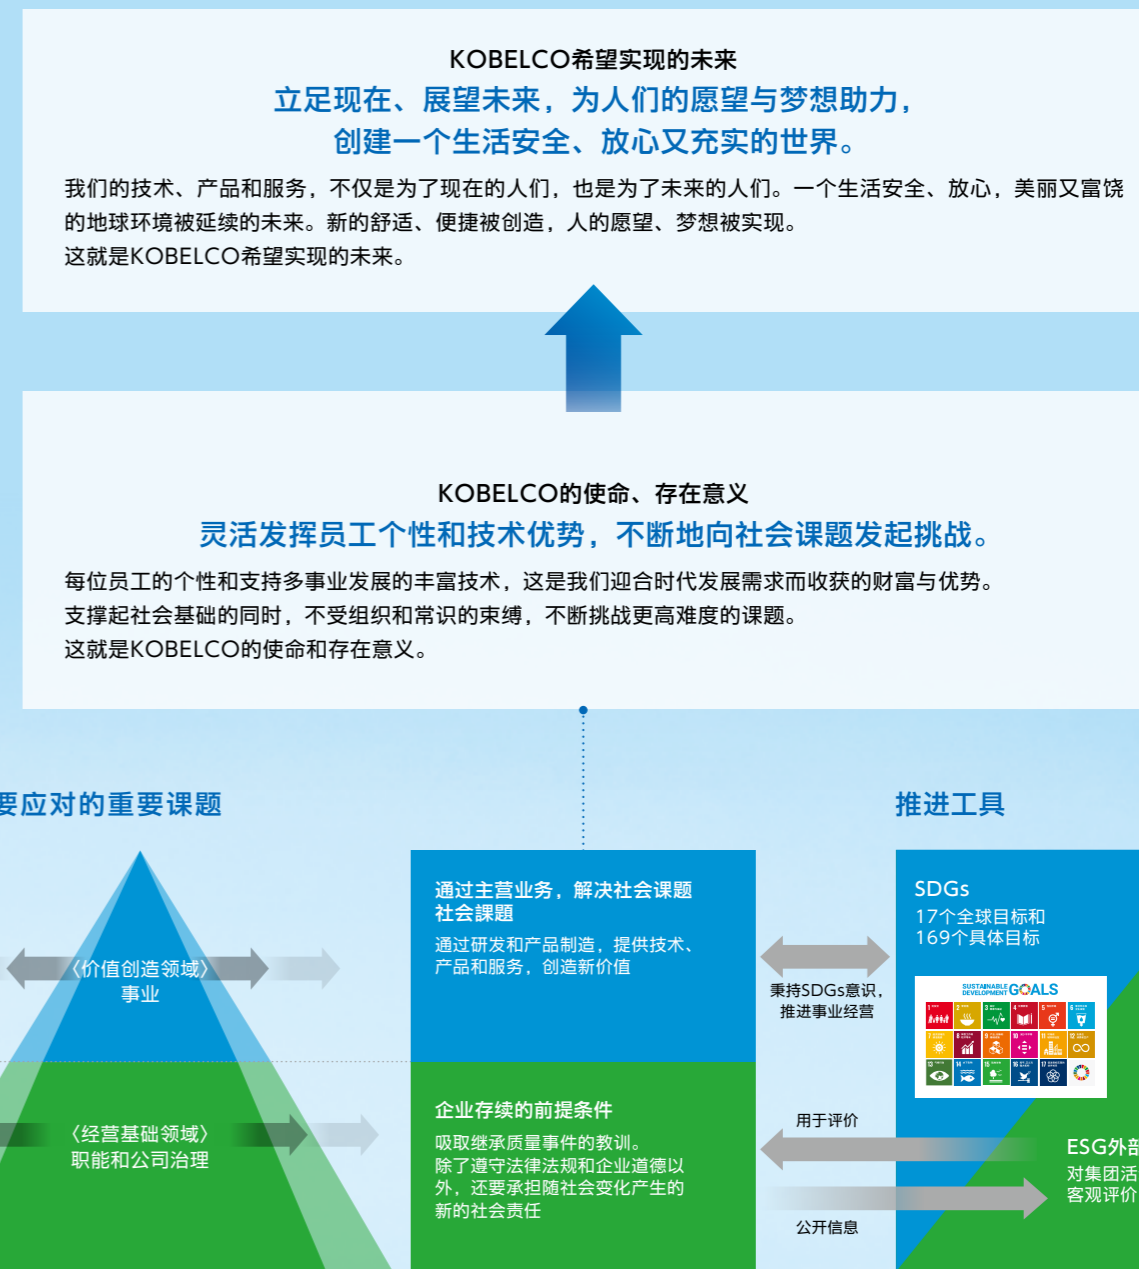 KOBELCO希望实现的未来
立足现在、展望未来，为人们的愿望与梦想助力，
创建一个生活安全、放心又充实的世界。
我们的技术、产品和服务，不仅是为了现在的人们，也是为了未来的人们。一个生活安全、放心，美丽又富饶
的地球环境被延续的未来。新的舒适、便捷被创造，人的愿望、梦想被实现。
这就是KOBELCO希望实现的未来。
KOBELCO的使命、存在意义
灵活发挥员工个性和技术优势，不断地向社会课题发起挑战。
每位员工的个性和支持多事业发展的丰富技术，这是我们迎合时代发展需求而收获的财富与优势。
支撑起社会基础的同时，不受组织和常识的束缚，不断挑战更高难度的课题。
这就是KOBELCO的使命和存在意义。
要应对的重要课题
〈价值创造领域〉
事业
〈经营基础领域〉
职能和公司治理
通过主营业务，解决社会课题
社会課題
通过研发和产品制造，提供技术、
产品和服务，创造新价值
企业存续的前提条件
吸取继承质量事件的教训。
除了遵守法律法规和企业道德以
外，还要承担随社会变化产生的
新的社会责任
秉持SDGs意识，
推进事业经营
用于评价
公开信息
推进工具
SDGs
17个全球目标和
169个具体目标
SUSTAINABLE
DEVELOPMENT GOALS
1
2
3
4
5
6
7
8
9
10
11
12
13
14
15
16
17
ESG外部
对集团活
客观评价